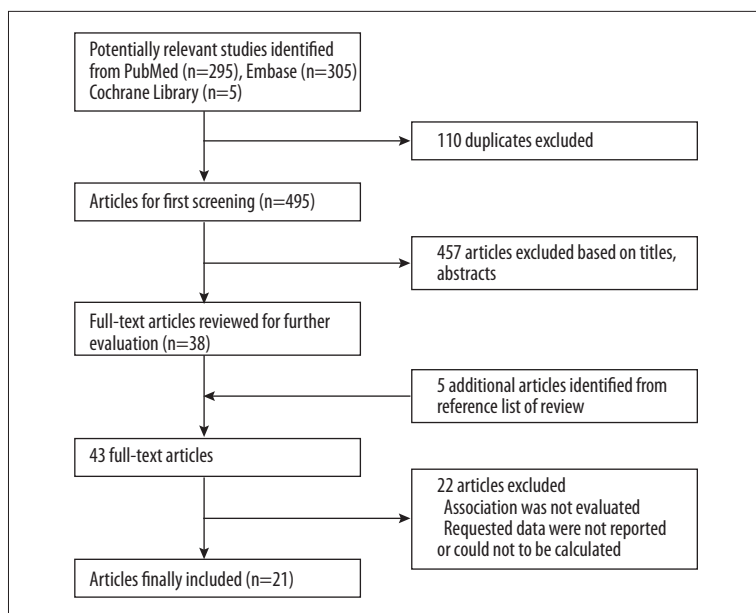 Potentially relevant studies identified
from PubMed (n=295), Embase (n=305)
Cochrane Library (n=5)
110 duplicates excluded
Articles for first screening (n=495)
457 articles excluded based on titles,
abstracts
Full-text articles reviewed for further
evaluation (n=38)
5 additional articles identified from
reference list of review
43 full-text articles
22 articles excluded
Association was not evaluated
Requested data were not reported
or could not to be calculated
Articles finally included (n=21)